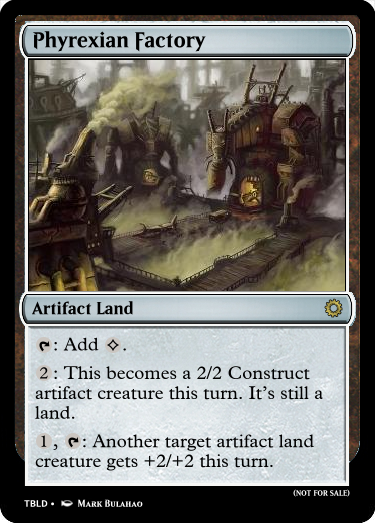 Phyrexian Factory
Artifact Land
: Add .
2 : This becomes a 2/2 Construct
artifact creature this turn. It's still a
land.
1 , : Another target artifact land
creature gets +2/+2 this turn.
(NOT FOR SALE)
TBLD • Mark Bulahao